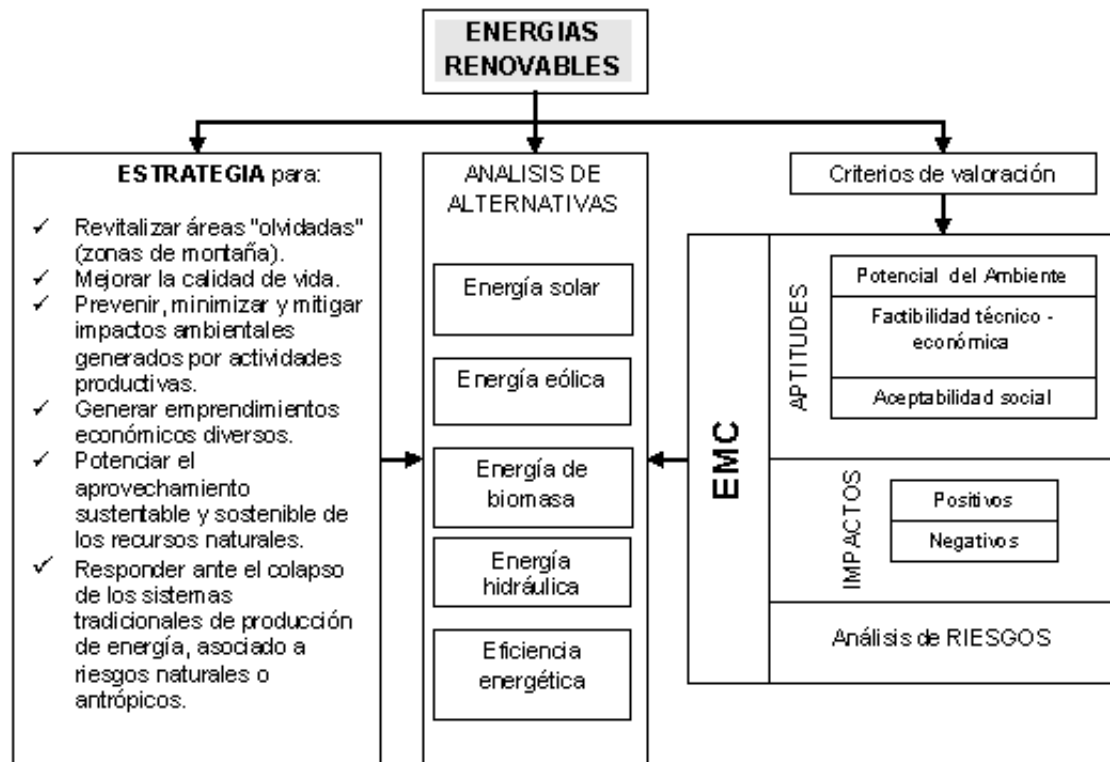 ENERGIAS
RENOVABLES
ESTRATEGIA para:
✓ Revitalizar áreas "olvidadas"
(zonas de montaña).
✓ Mejorar la calidad de vida.
✓ Prevenir, minimizar y mitigar
impactos ambientales
generados por actividades
productivas.
✓ Generar emprendimientos
económicos diversos.
✓ Potenciar el
aprovechamiento
sustentable y sostenible de
los recursos naturales.
✓ Responder ante el colapso
de los sistemas
tradicionales de producción
de energía, asociado a
riesgos naturales o
antrópicos.
ANALISIS DE
ALTERNATIVAS
Energía solar
Energía eólica
Energía de
biomasa
Energía
hidráulica
Eficiencia
energética
Criterios de valoración
EMC
APTITUDES
Potencial del Ambiente
Factibilidad técnico -
económica
Aceptabilidad social
IMPACTOS
Positivos
Negativos
Análisis de RIESGOS